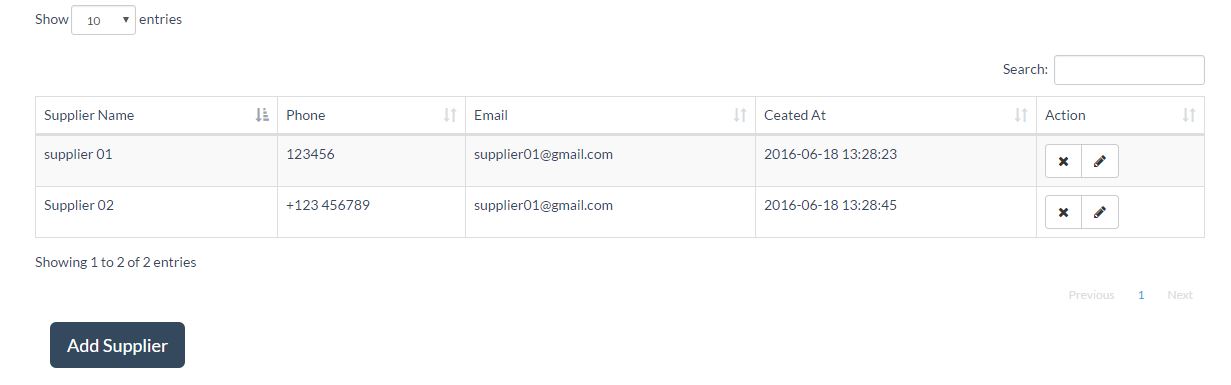 Show 10 entries
Search:
Supplier Name Phone Email Ceated At Action
supplier 01 123456 supplier01@gmail.com 2016-06-18 13:28:23
Supplier 02 +123 456789 supplier01@gmail.com 2016-06-18 13:28:45
Showing 1 to 2 of 2 entries
Previous 1 Next
Add Supplier